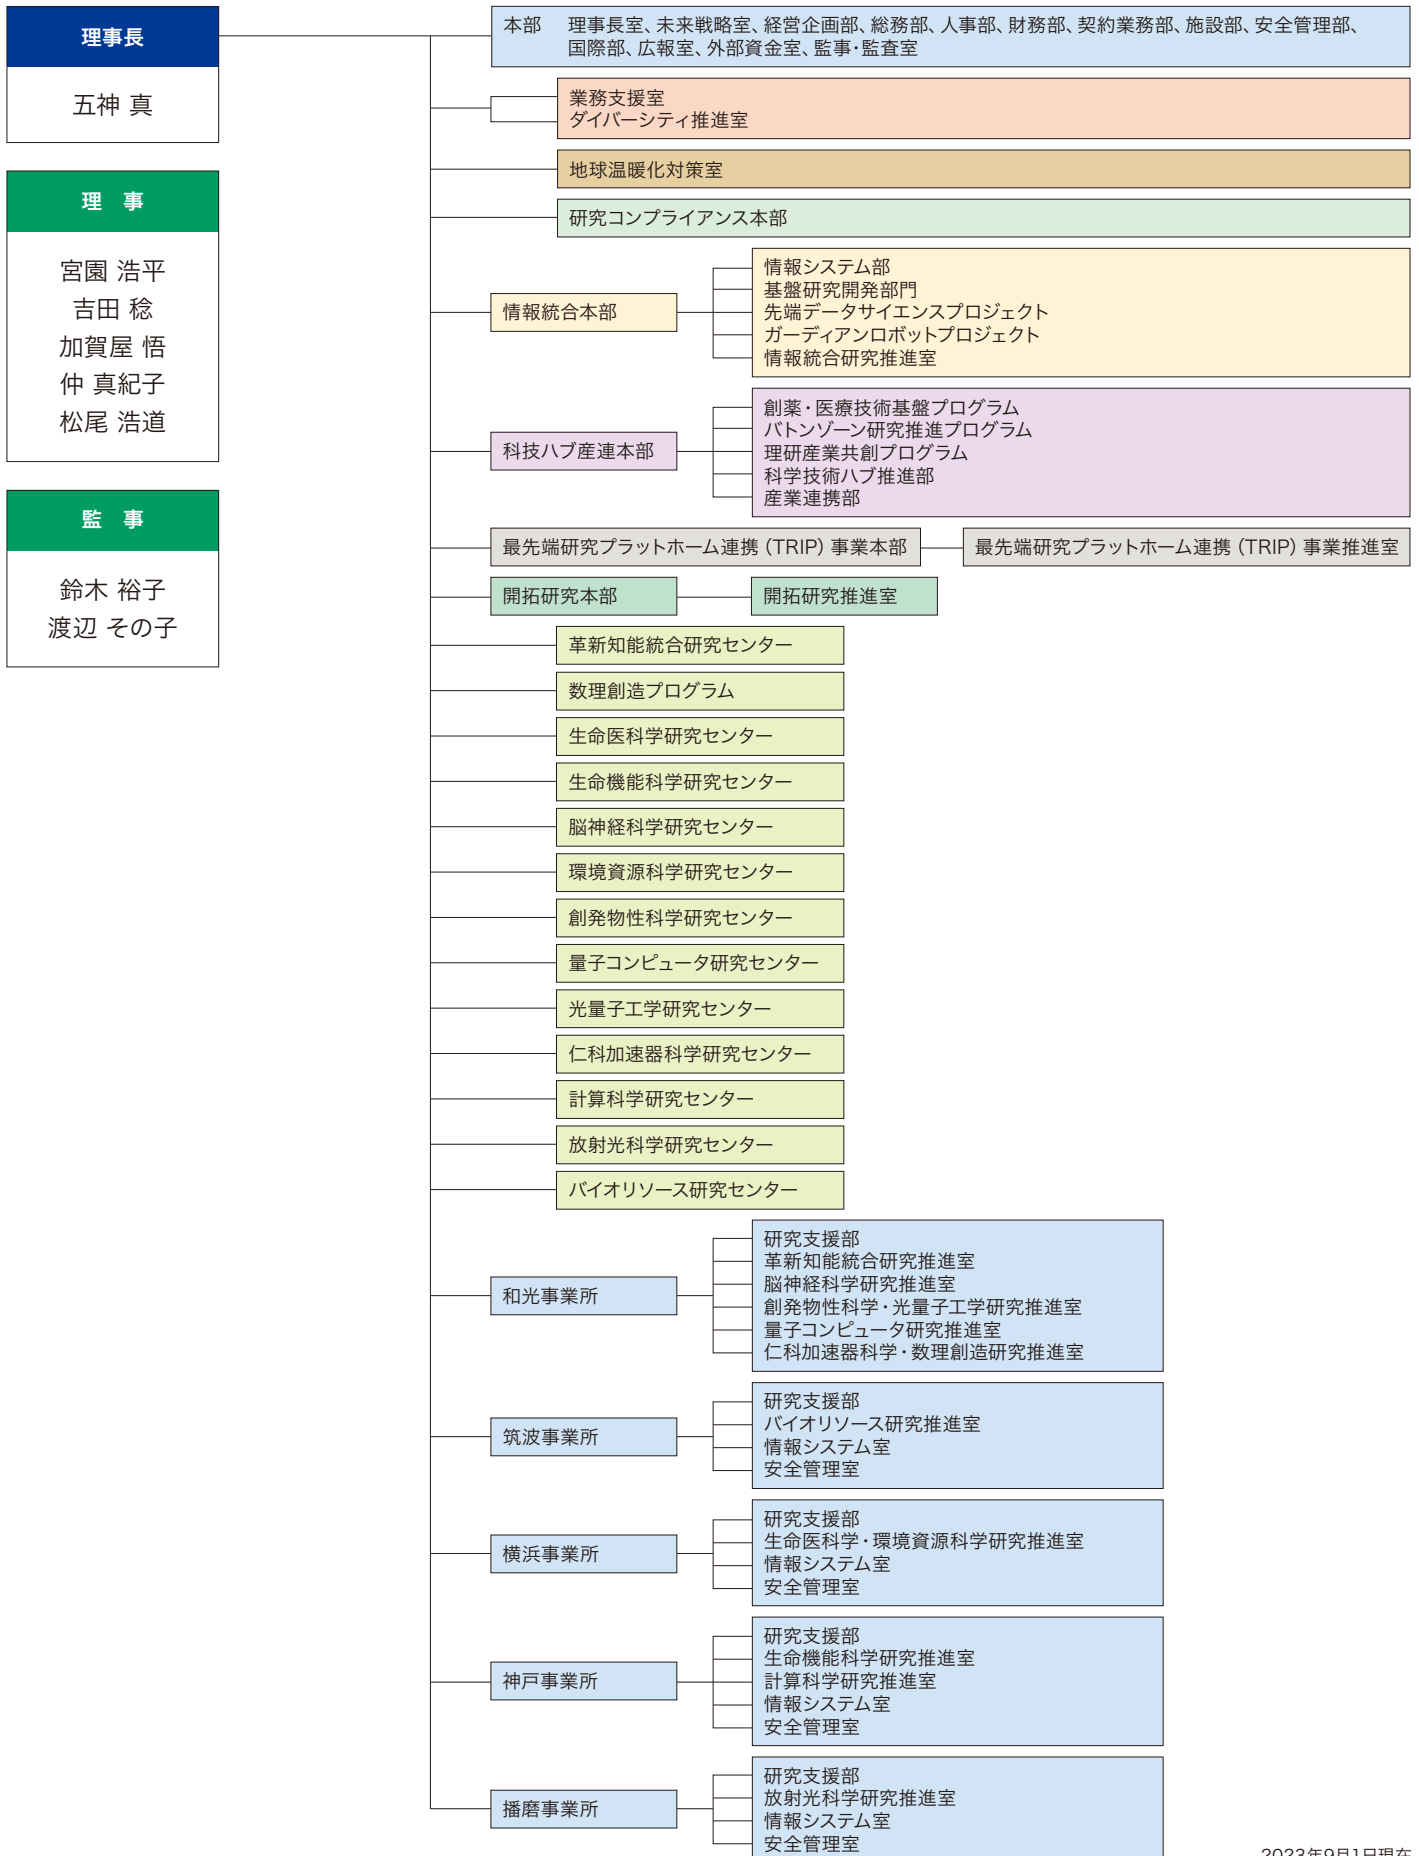 理事長
五神 真
理 事
宮園 浩平
吉田 稔
加賀屋 悟
仲 真紀子
松尾 浩道
監 事
鈴木 裕子
渡辺 その子
本部 理事長室、未来戦略室、経営企画部、総務部、人事部、財務部、契約業務部、施設部、安全管理部、
国際部、広報室、外部資金室、監事・監査室
業務支援室
ダイバーシティ推進室
地球温暖化対策室
研究コンプライアンス本部
情報統合本部
情報システム部
基盤研究開発部門
先端データサイエンスプロジェクト
ガーディアンロボットプロジェクト
情報統合研究推進室
科技ハブ産連本部
創薬・医療技術基盤プログラム
バトンゾーン研究推進プログラム
理研産業共創プログラム
科学技術ハブ推進部
産業連携部
最先端研究プラットホーム連携（TRIP）事業本部
最先端研究プラットホーム連携（TRIP）事業推進室
開拓研究本部
開拓研究推進室
革新知能統合研究センター
数理創造プログラム
生命医科学研究センター
生命機能科学研究センター
脳神経科学研究センター
環境資源科学研究センター
創発物性科学研究センター
量子コンピュータ研究センター
光量子工学研究センター
仁科加速器科学研究センター
計算科学研究センター
放射光科学研究センター
バイオリソース研究センター
和光事業所
研究支援部
革新知能統合研究推進室
脳神経科学研究推進室
創発物性科学・光量子工学研究推進室
量子コンピュータ研究推進室
仁科加速器科学・数理創造研究推進室
筑波事業所
研究支援部
バイオリソース研究推進室
情報システム室
安全管理室
横浜事業所
研究支援部
生命医科学・環境資源科学研究推進室
情報システム室
安全管理室
神戸事業所
研究支援部
生命機能科学研究推進室
計算科学研究推進室
情報システム室
安全管理室
播磨事業所
研究支援部
放射光科学研究推進室
情報システム室
安全管理室
2023年9月1日現在